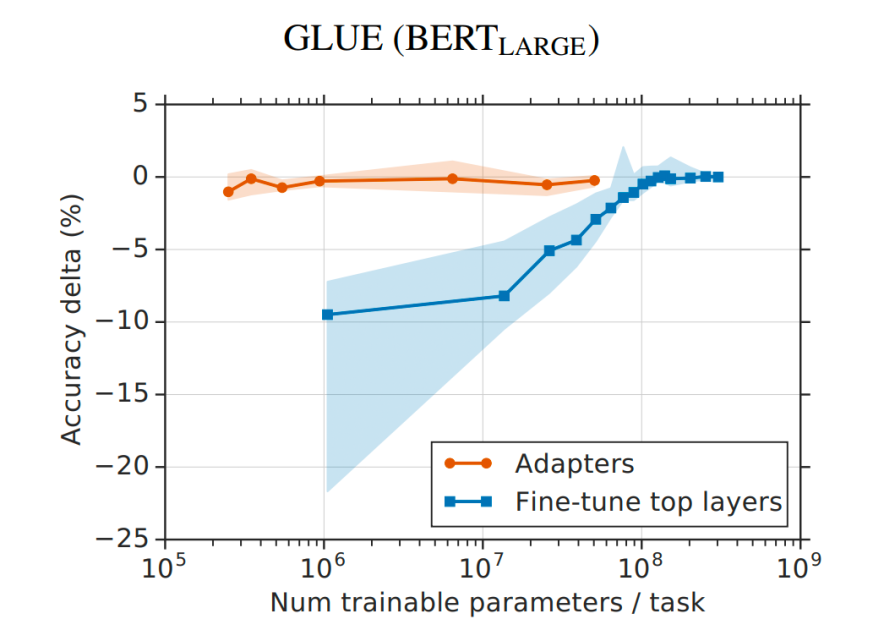 GLUE (BERT_LARGE)
5
0
−5
−10
−15
−20
−25
Accuracy delta (%)
Adapters
Fine-tune top layers
10^5 10^6 10^7 10^8 10^9
Num trainable parameters / task